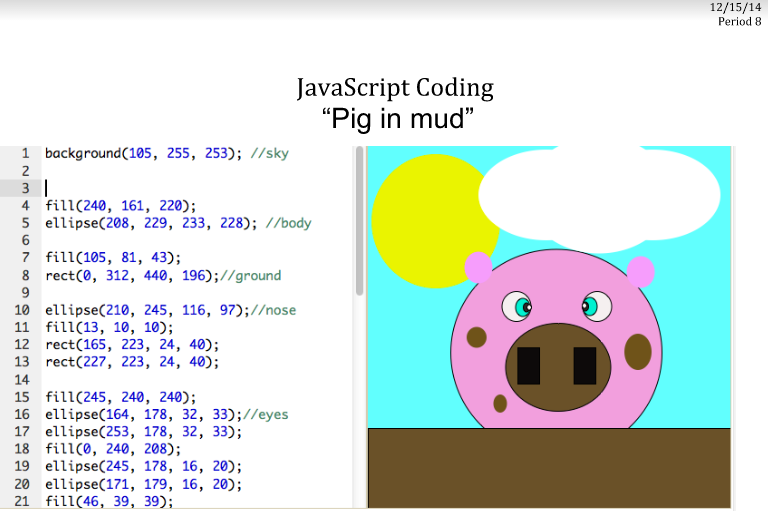 12/15/14
Period 8
JavaScript Coding
“Pig in mud”
1 background(105, 255, 253); //sky
2
3
4 fill(240, 161, 220);
5 ellipse(208, 229, 233, 228); //body
6
7 fill(105, 81, 43);
8 rect(0, 312, 440, 196);//ground
9
10 ellipse(210, 245, 116, 97);//nose
11 fill(13, 10, 10);
12 rect(165, 223, 24, 40);
13 rect(227, 223, 24, 40);
14
15 fill(245, 240, 240);
16 ellipse(164, 178, 32, 33);//eyes
17 ellipse(253, 178, 32, 33);
18 fill(0, 240, 208);
19 ellipse(245, 178, 16, 20);
20 ellipse(171, 179, 16, 20);
21 fill(46, 39, 39);